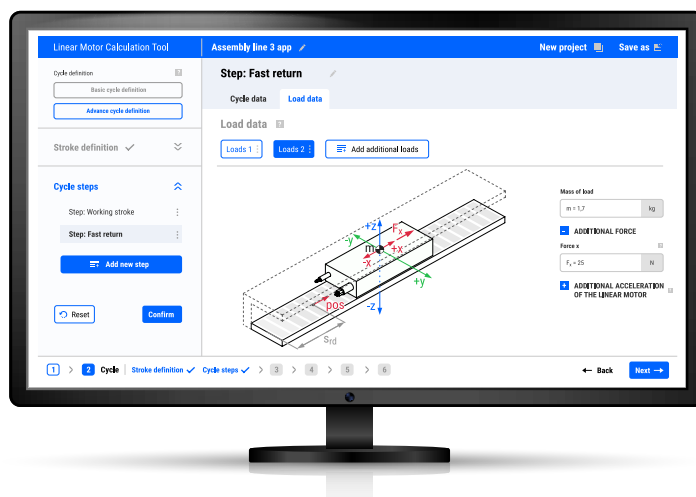 Linear Motor Calculation Tool
Assembly line 3 app
New project
Save as
Cycle definition
?
Basic cycle definition
Advance cycle definition
Stroke definition
Cycle steps
Step: Working stroke
Step: Fast return
Add new step
Reset
Confirm
Step: Fast return
Cycle data
Load data
Load data ?
Loads 1
Loads 2
Add additional loads
+z
Fx
-y
m
+x
-x
+y
pos
-z
Srd
Mass of load
m = 1,7
kg
- ADDITIONAL FORCE
Force x
?
Fx = 25
N
+ ADDITIONAL ACCELERATION
OF THE LINEAR MOTOR ?
1 > 2 Cycle | Stroke definition Cycle steps > 3 > 4 > 5 > 6
← Back
Next →